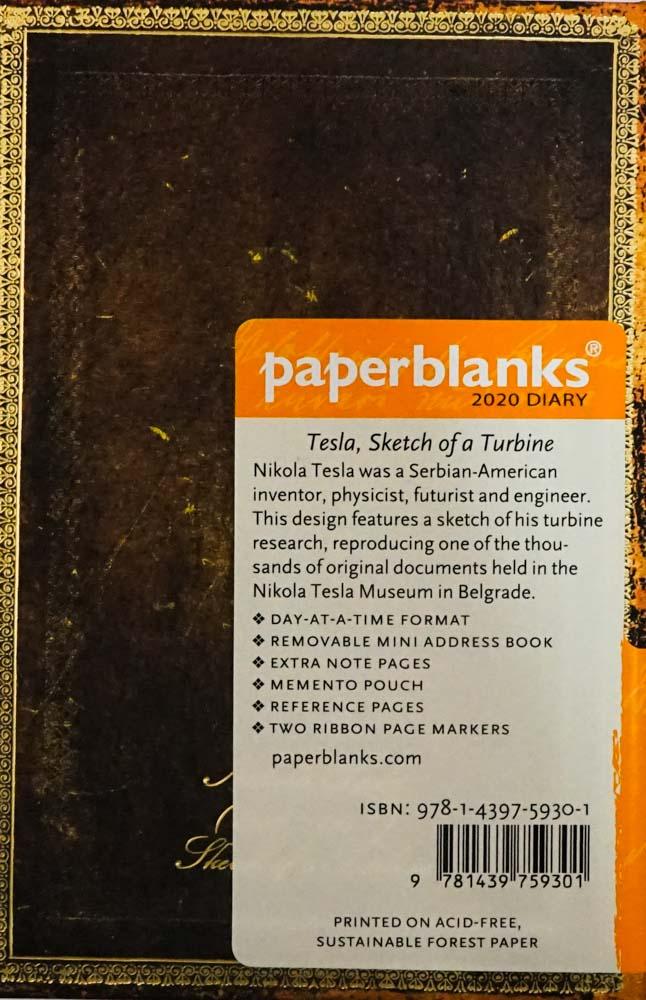 paperblanks®
2020 DIARY
Tesla, Sketch of a Turbine
Nikola Tesla was a Serbian-American
inventor, physicist, futurist and engineer.
This design features a sketch of his turbine
research, reproducing one of the thou-
sands of original documents held in the
Nikola Tesla Museum in Belgrade.
❖ DAY-AT-A-TIME FORMAT
❖ REMOVABLE MINI ADDRESS BOOK
❖ EXTRA NOTE PAGES
❖ MEMENTO POUCH
❖ REFERENCE PAGES
❖ TWO RIBBON PAGE MARKERS
paperblanks.com
ISBN: 978-1-4397-5930-1
9 781439 759301
PRINTED ON ACID-FREE,
SUSTAINABLE FOREST PAPER